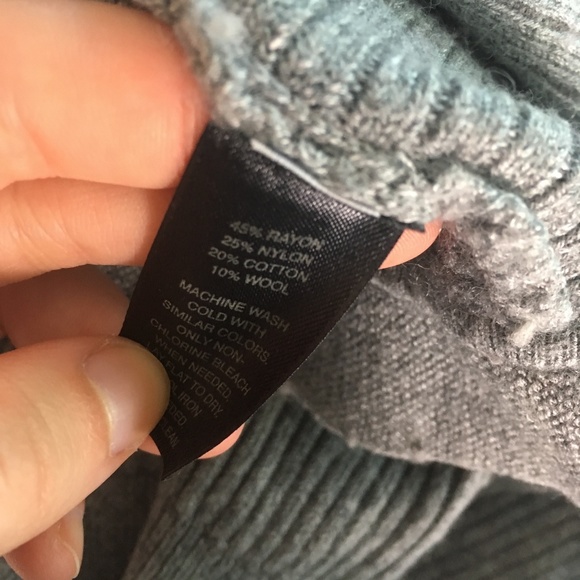 45% RAYON
25% NYLON
20% COTTON
10% WOOL
MACHINE WASH
COLD WITH
SIMILAR COLORS.
ONLY NON-
CHLORINE BLEACH
WHEN NEEDED.
FLAT TO DRY.
IRON